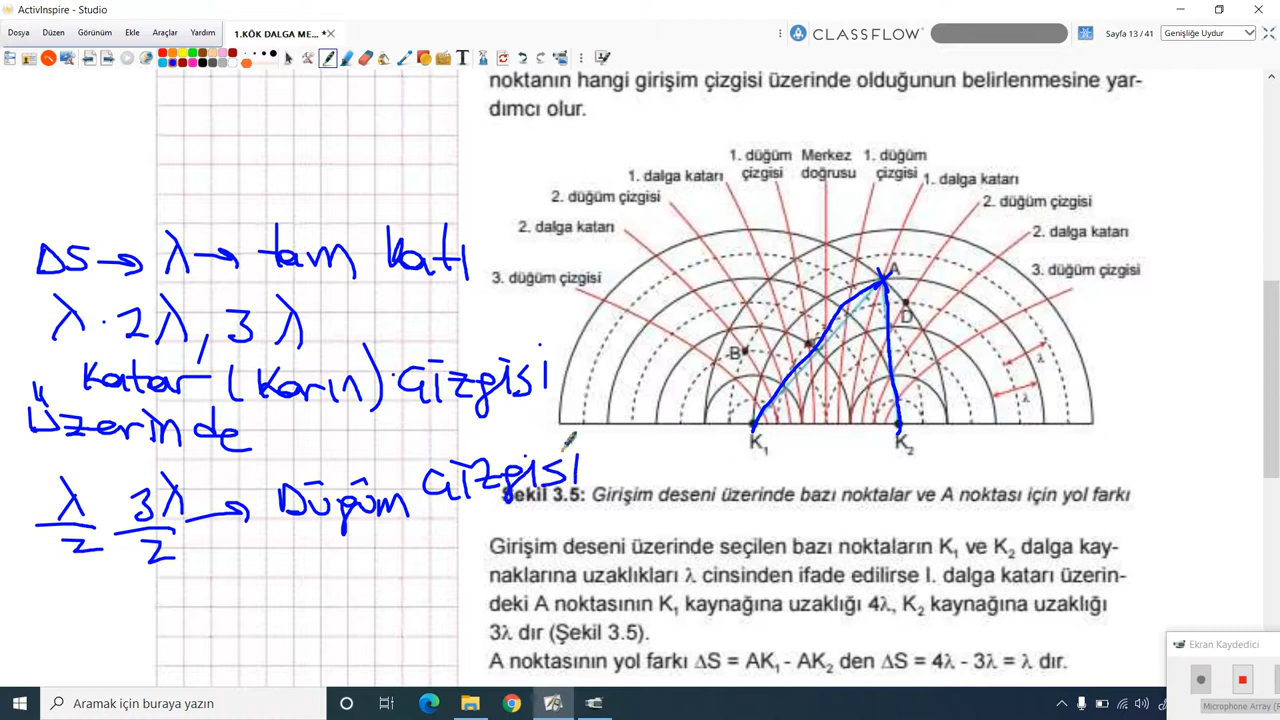 ActivInspire - Studio
Dosya Düzen Görünüm Ekle Araçlar Yardım
1.KÖK DALGA ME... *
CLASSFLOW
Sayfa 13 / 41
Genişliğe Uydur
noktanın hangi girişim çizgisi üzerinde olduğunun belirlenmesine yar-
dımcı olur.
1. düğüm çizgisi
Merkez doğrusu
1. düğüm çizgisi
1. dalga katarı
1. dalga katarı
2. düğüm çizgisi
2. düğüm çizgisi
2. dalga katarı
2. dalga katarı
3. düğüm çizgisi
3. düğüm çizgisi
A
D
B
λ
λ
K₁
K₂
ΔS → λ → tam katı
λ . 2λ, 3λ
katar (karın) çizgisi
üzerinde
λ/2 3λ/2 → Düğüm çizgisi
Şekil 3.5: Girişim deseni üzerinde bazı noktalar ve A noktası için yol farkı
Girişim deseni üzerinde seçilen bazı noktaların K₁ ve K₂ dalga kay-
naklarına uzaklıkları λ cinsinden ifade edilirse I. dalga katarı üzerin-
deki A noktasının K₁ kaynağına uzaklığı 4λ, K₂ kaynağına uzaklığı
3λ dır (Şekil 3.5).
A noktasının yol farkı ΔS = AK₁ - AK₂ den ΔS = 4λ - 3λ = λ dır.
Ekran Kaydedici
Microphone Array (
Aramak için buraya yazın